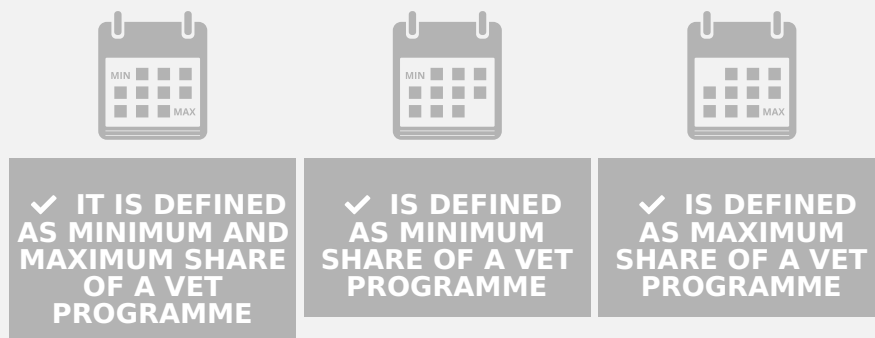 MIN
MAX
MIN
MAX
✓ IT IS DEFINED
AS MINIMUM AND
MAXIMUM SHARE
OF A VET
PROGRAMME
✓ IS DEFINED
AS MINIMUM
SHARE OF A VET
PROGRAMME
✓ IS DEFINED
AS MAXIMUM
SHARE OF A VET
PROGRAMME